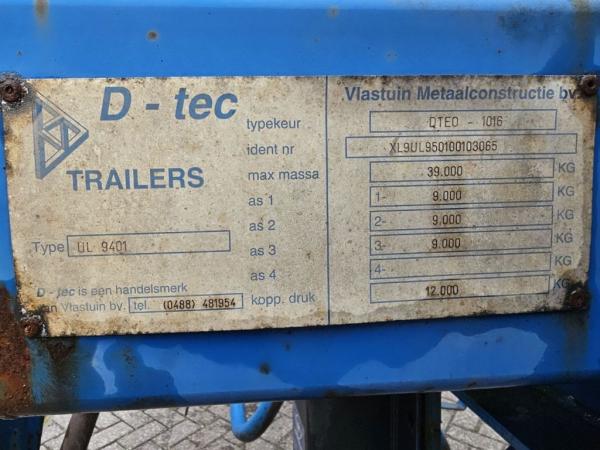 D - tec
TRAILERS
Type UL 9401
D - tec is een handelsmerk
van Vlastuin bv. tel. (0488) 481954
Vlastuin Metaalconstructie bv
typekeur QTEO - 1016
ident nr XL9UL950100103065
max massa 39.000 KG
as 1 1- 9.000 KG
as 2 2- 9.000 KG
as 3 3- 9.000 KG
as 4 4- KG
kopp. druk 12.000 KG